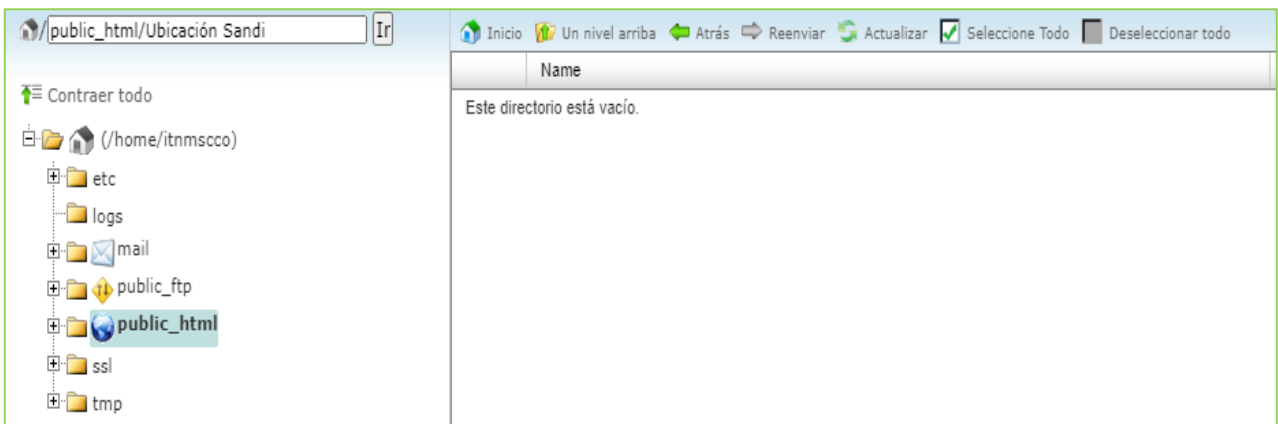 /public_html/Ubicación Sandi Ir
Contraer todo
(/home/itnmscco)
etc
logs
mail
public_ftp
public_html
ssl
tmp
Inicio Un nivel arriba Atrás Reenviar Actualizar Seleccione Todo Deseleccionar todo
Name
Este directorio está vacío.